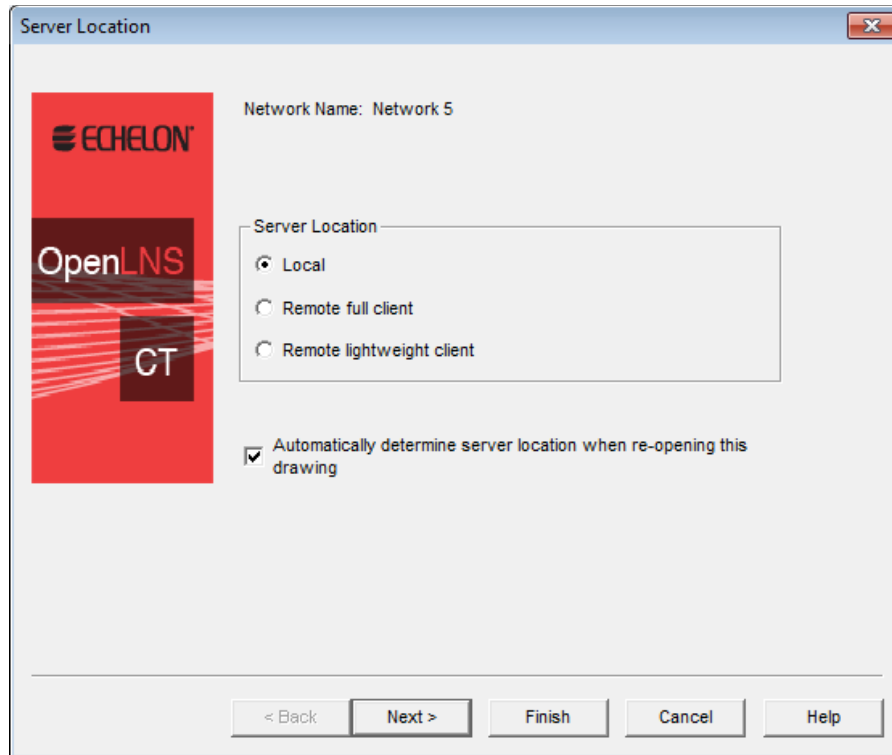 Server Location
ECHELON
OpenLNS
CT
Network Name: Network 5
Server Location
Local
Remote full client
Remote lightweight client
Automatically determine server location when re-opening this
drawing
< Back
Next >
Finish
Cancel
Help